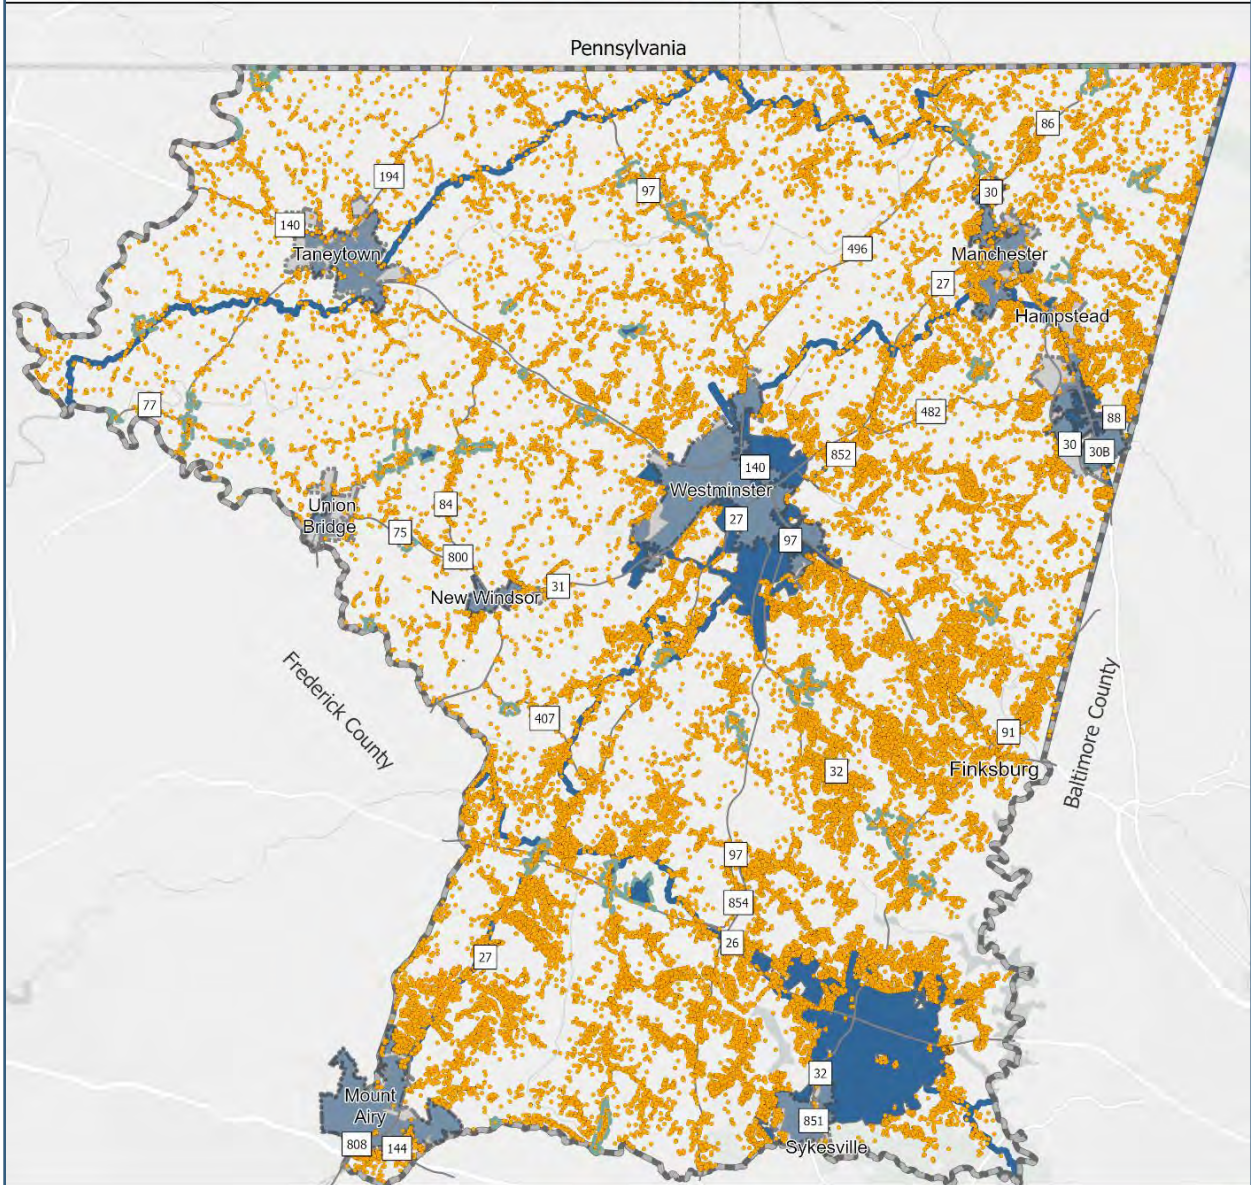 Pennsylvania
86
194
97
30
140
Taneytown
496
Manchester
27
Hampstead
77
482
88
852
30
30B
140
Westminster
84
Union
Bridge
27
75
97
800
31
New Windsor
Frederick County
Baltimore County
407
91
32
Finksburg
97
854
26
27
32
Mount
Airy
851
808
144
Sykesville